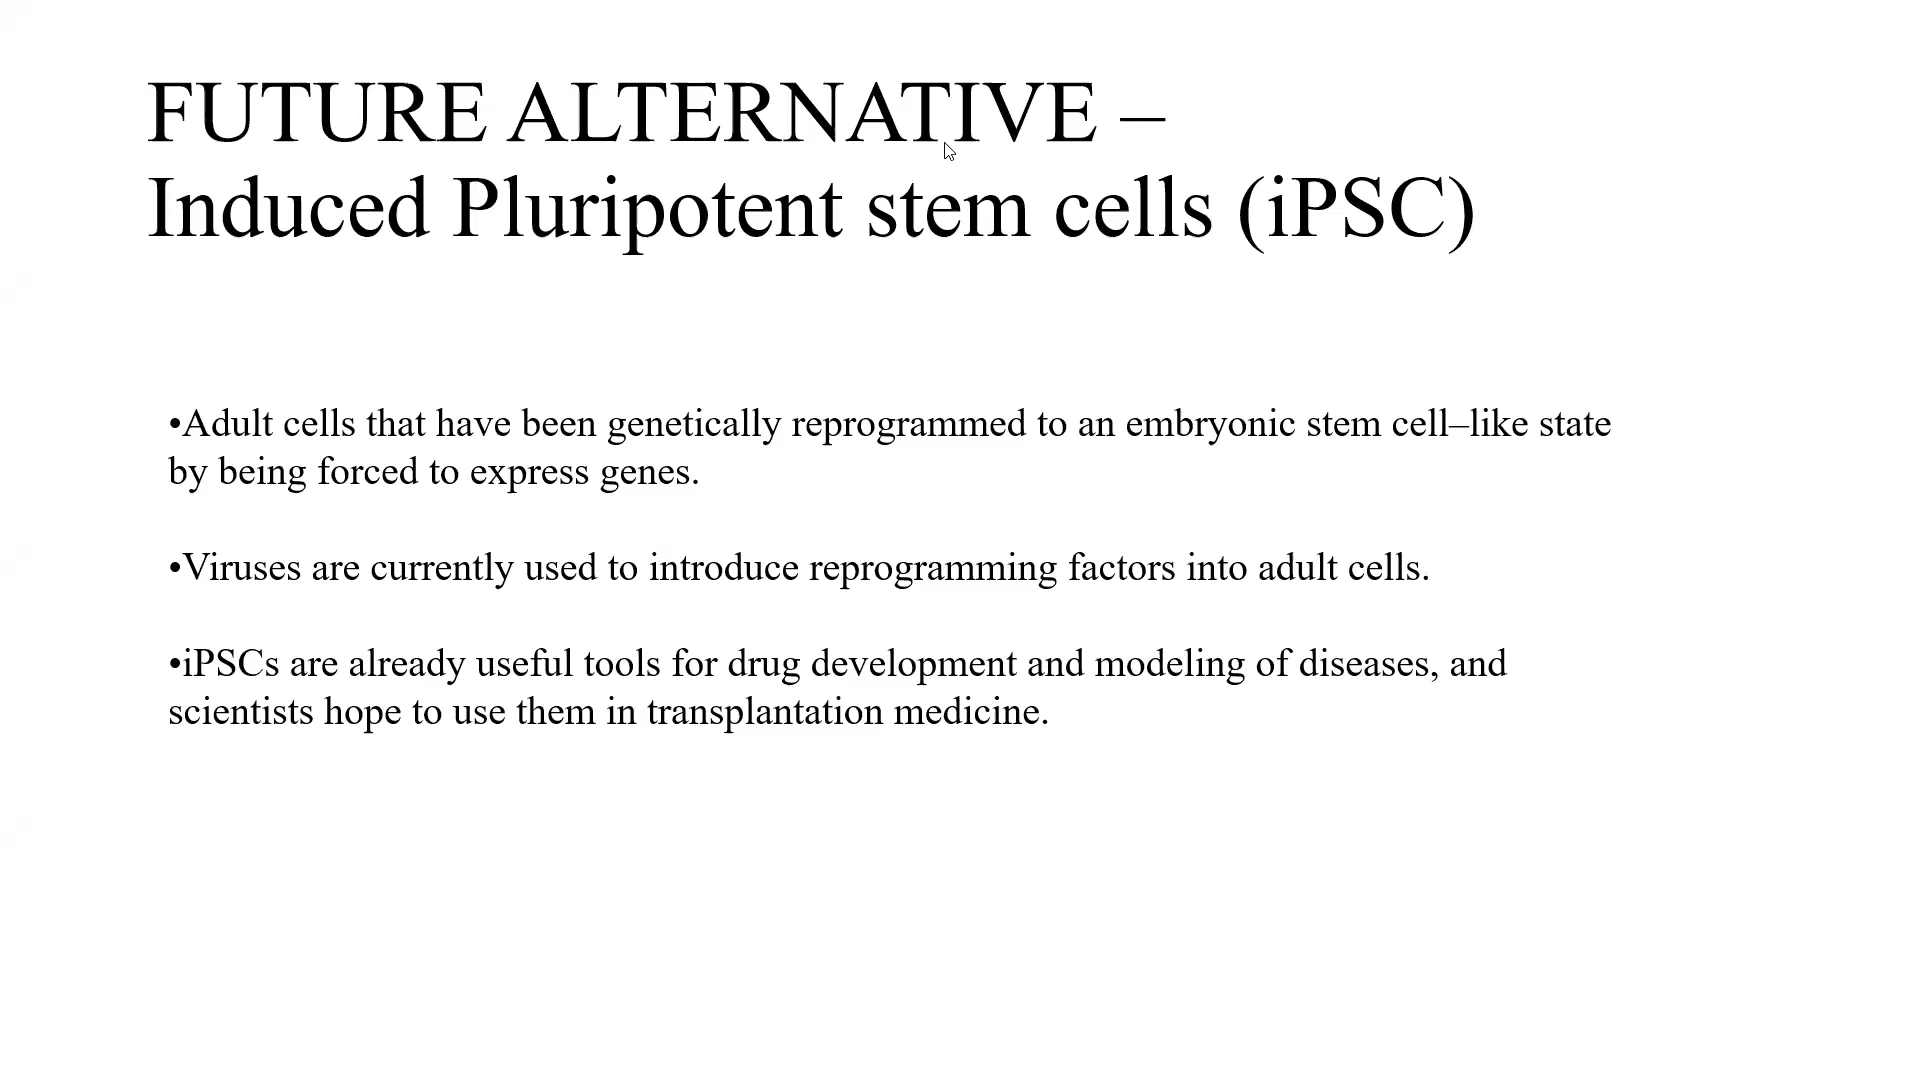 FUTURE ALTERNATIVE –
Induced Pluripotent stem cells (iPSC)
•Adult cells that have been genetically reprogrammed to an embryonic stem cell–like state
by being forced to express genes.
•Viruses are currently used to introduce reprogramming factors into adult cells.
•iPSCs are already useful tools for drug development and modeling of diseases, and
scientists hope to use them in transplantation medicine.